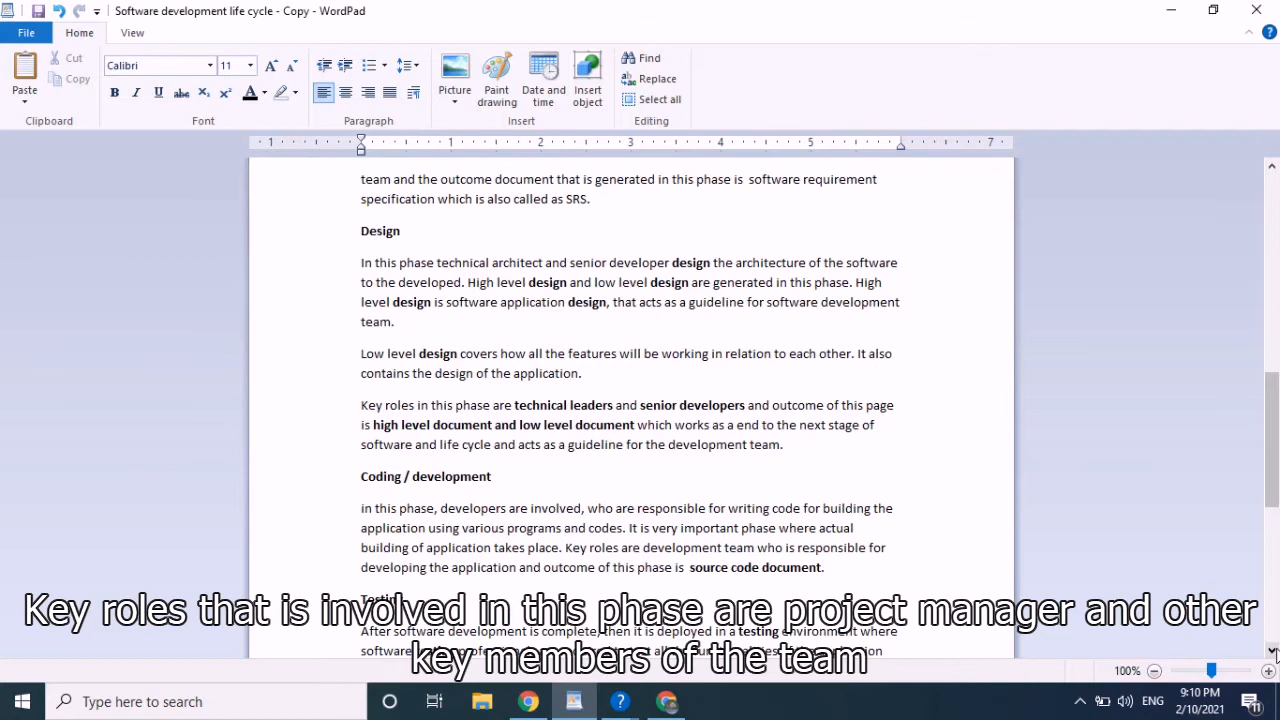 Software development life cycle - Copy - WordPad
File Home View
Cut
Copy
Paste
Clipboard
Calibri 11
B I U abc X₂ X² A
Font
Paragraph
Picture
Paint drawing
Date and time
Insert object
Insert
Find
Replace
Select all
Editing
1 1 2 3 4 5 7
team and the outcome document that is generated in this phase is software requirement
specification which is also called as SRS.
Design
In this phase technical architect and senior developer design the architecture of the software
to the developed. High level design and low level design are generated in this phase. High
level design is software application design, that acts as a guideline for software development
team.
Low level design covers how all the features will be working in relation to each other. It also
contains the design of the application.
Key roles in this phase are technical leaders and senior developers and outcome of this page
is high level document and low level document which works as a end to the next stage of
software and life cycle and acts as a guideline for the development team.
Coding / development
in this phase, developers are involved, who are responsible for writing code for building the
application using various programs and codes. It is very important phase where actual
building of application takes place. Key roles are development team who is responsible for
developing the application and outcome of this phase is source code document.
Key roles that is involved in this phase are project manager and other
After software development is complete, then it is deployed in a testing environment where
key members of the team
100%
Type here to search
ENG
9:10 PM
2/10/2021
11